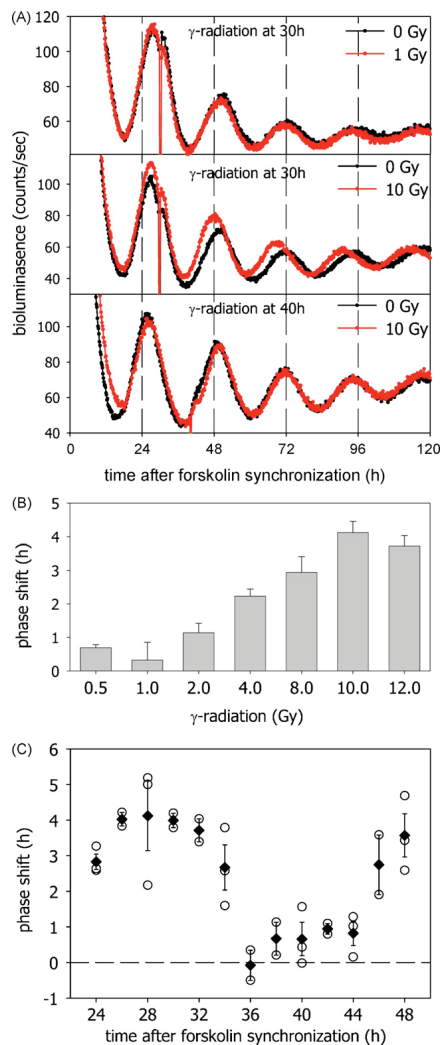 (A)
γ-radiation at 30h
0 Gy
1 Gy
120
100
80
60
40
γ-radiation at 30h
0 Gy
10 Gy
100
80
60
40
bioluminasence (counts/sec)
γ-radiation at 40h
0 Gy
10 Gy
100
80
60
40
0 24 48 72 96 120
time after forskolin synchronization (h)
(B)
5
4
3
2
1
0
phase shift (h)
0.5 1.0 2.0 4.0 8.0 10.0 12.0
γ-radiation (Gy)
(C)
6
5
4
3
2
1
0
-1
phase shift (h)
24 28 32 36 40 44 48
time after forskolin synchronization (h)